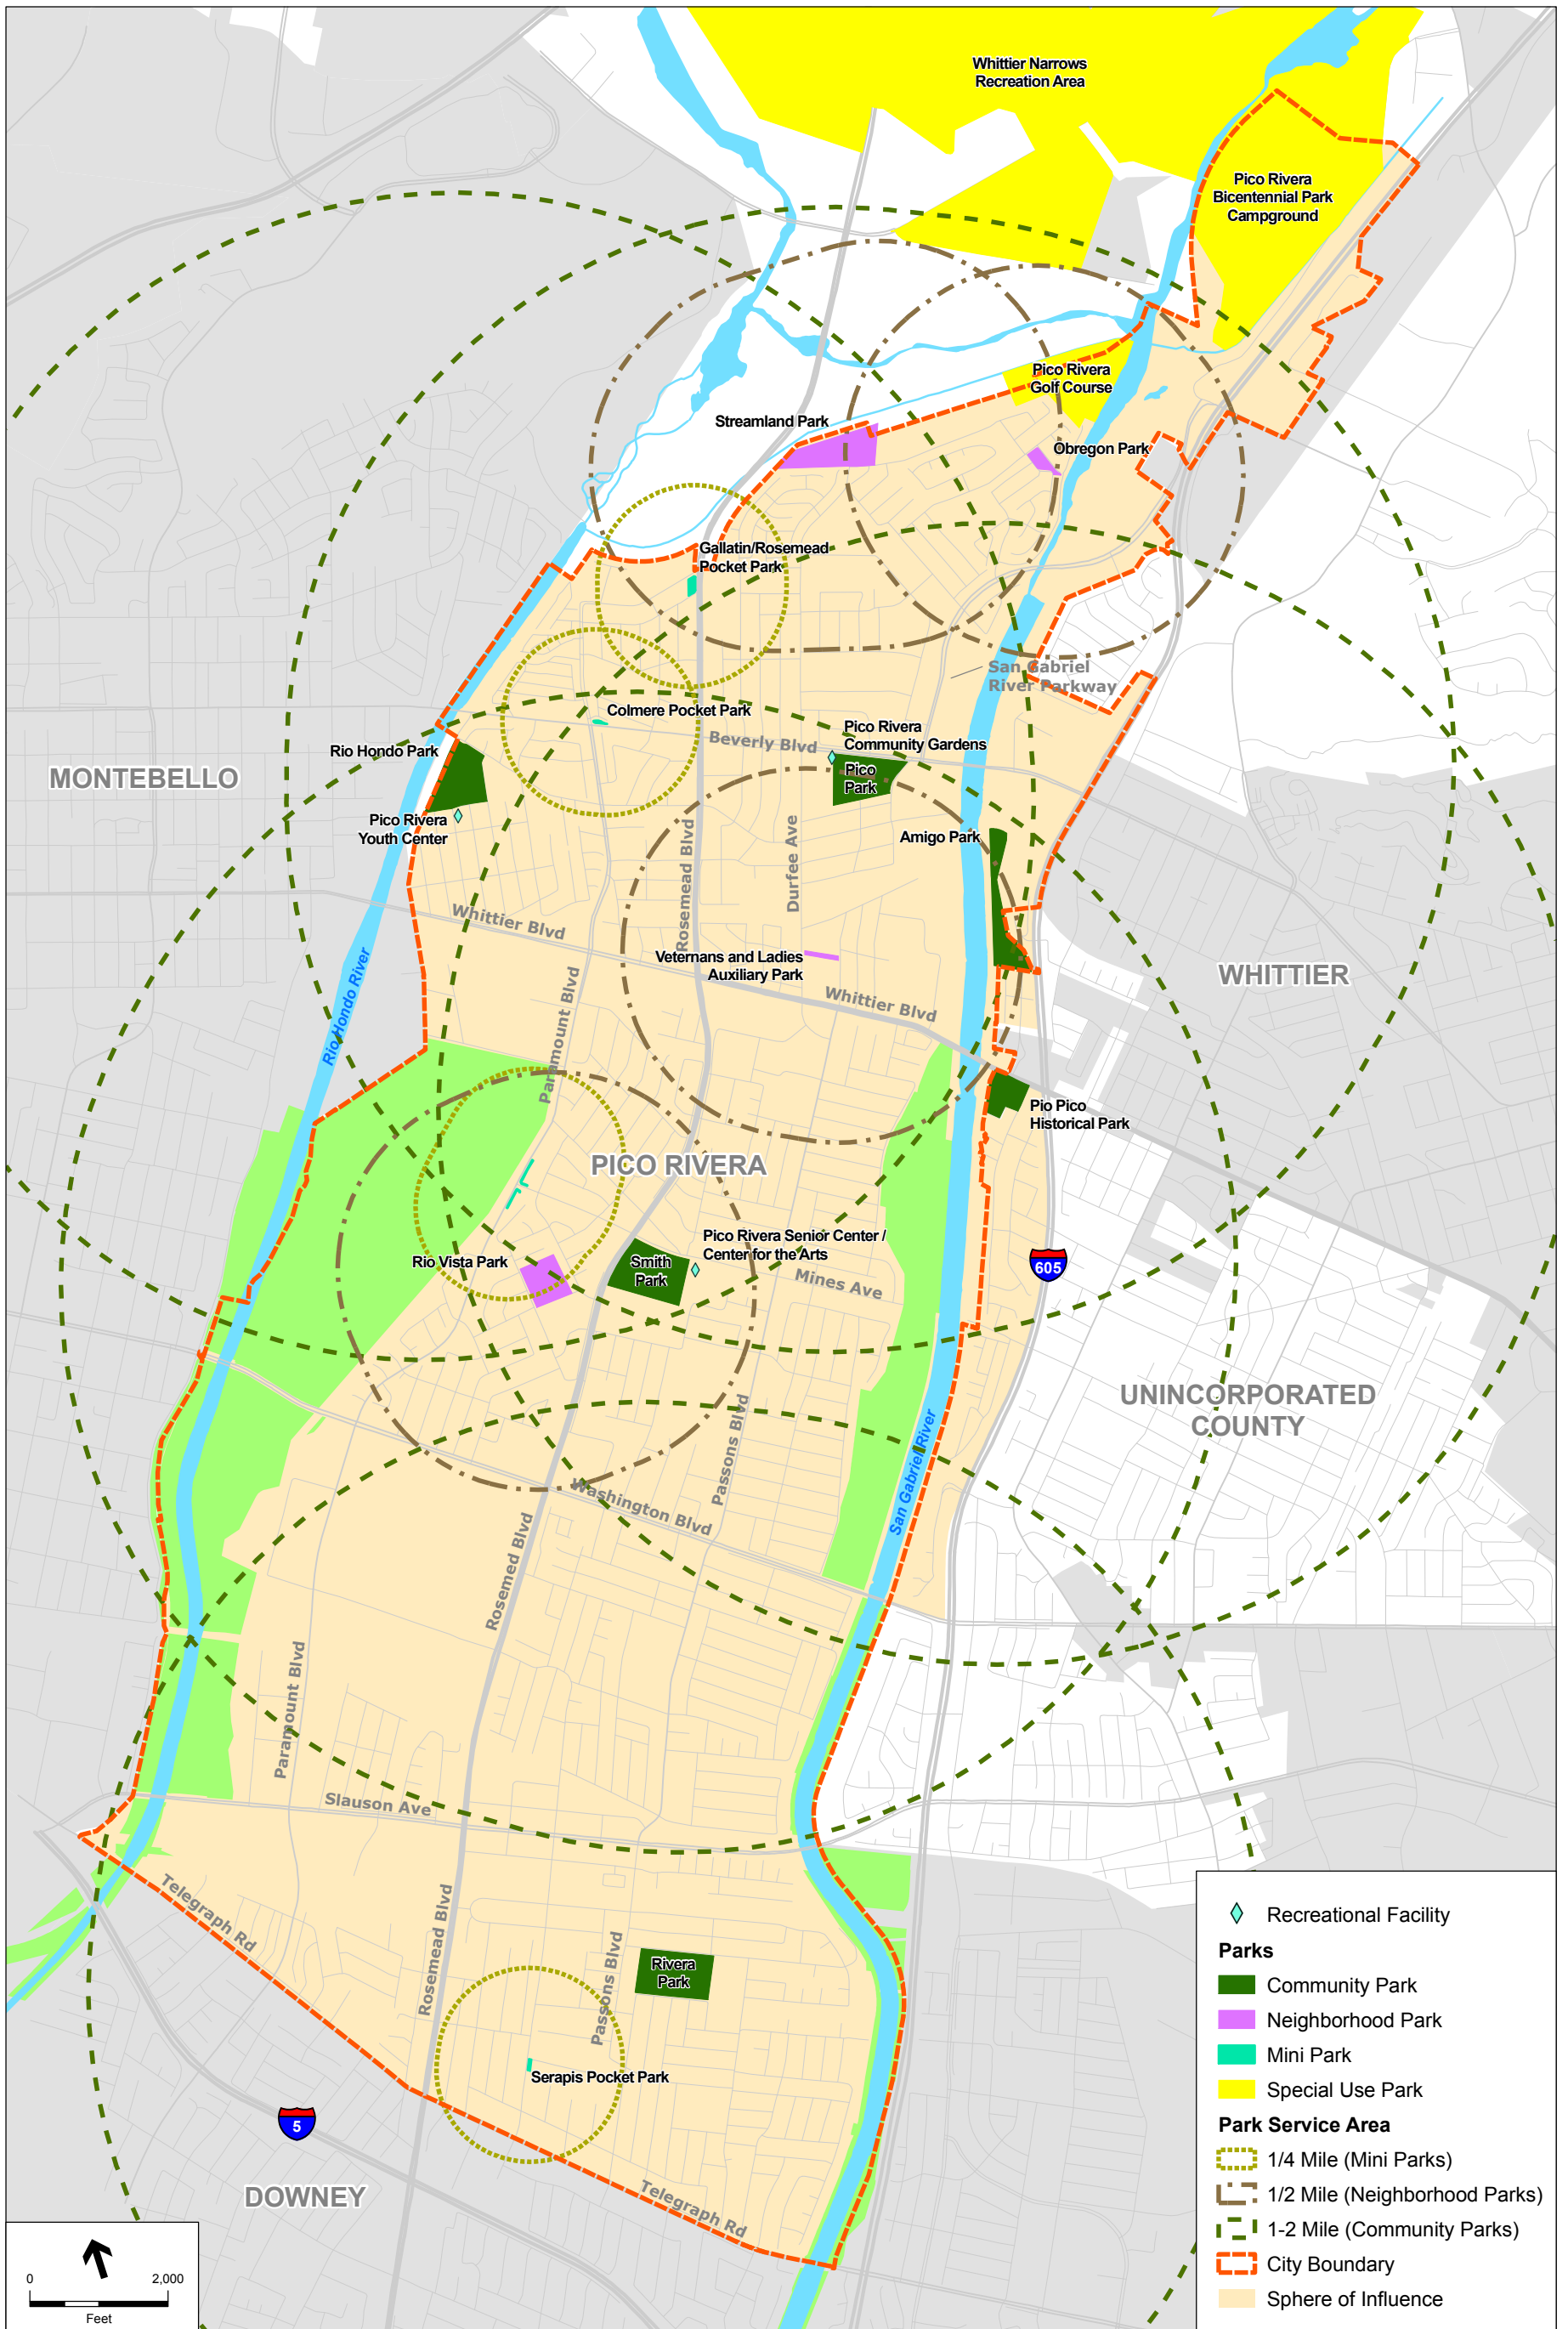 Whittier Narrows
Recreation Area
Pico Rivera
Bicentennial Park
Campground
Pico Rivera
Golf Course
Streamland Park
Obregon Park
Gallatin/Rosemead
Pocket Park
San Gabriel
River Parkway
Colmere Pocket Park
Pico Rivera
Community Gardens
Beverly Blvd
Rio Hondo Park
Pico
Park
MONTEBELLO
Pico Rivera
Youth Center
Amigo Park
Rosemead Blvd
Durfee Ave
Whittier Blvd
Veternans and Ladies
Auxiliary Park
WHITTIER
Whittier Blvd
Rio Hondo River
Paramount Blvd
Pio Pico
Historical Park
PICO RIVERA
Pico Rivera Senior Center /
Center for the Arts
Rio Vista Park
Smith
Park
Mines Ave
605
UNINCORPORATED
COUNTY
Passons Blvd
San Gabriel River
Washington Blvd
Rosemed Blvd
Paramount Blvd
Slauson Ave
Telegraph Rd
Rosemead Blvd
Passons Blvd
Rivera
Park
Serapis Pocket Park
5
DOWNEY
Telegraph Rd
Recreational Facility
Parks
Community Park
Neighborhood Park
Mini Park
Special Use Park
Park Service Area
1/4 Mile (Mini Parks)
1/2 Mile (Neighborhood Parks)
1-2 Mile (Community Parks)
City Boundary
Sphere of Influence
0 2,000
Feet